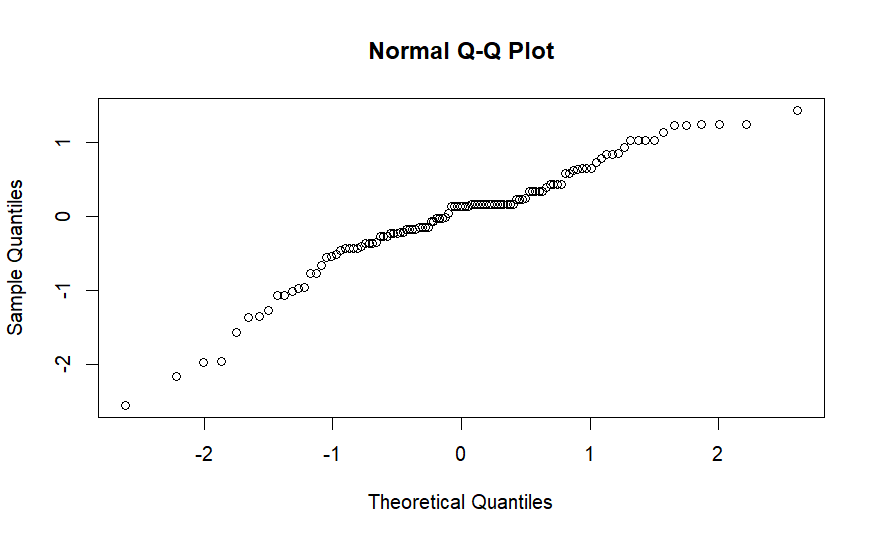 Normal Q-Q Plot
Sample Quantiles
1
0
-1
-2
-2 -1 0 1 2
Theoretical Quantiles